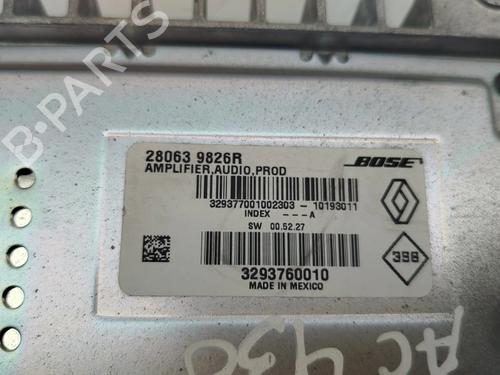 28063 9826R
AMPLIFIER,AUDIO,PROD
BOSE
329377001002303 - 10193011
INDEX ---A
SW 00.52.27
398
3293760010
MADE IN MEXICO
AC 430
B-PARTS